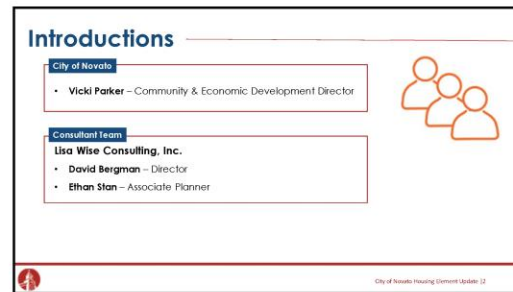 Introductions
City of Novato
• Vicki Parker – Community & Economic Development Director
Consultant Team
Lisa Wise Consulting, Inc.
• David Bergman – Director
• Ethan Stan – Associate Planner
City of Novato Housing Element Update |2